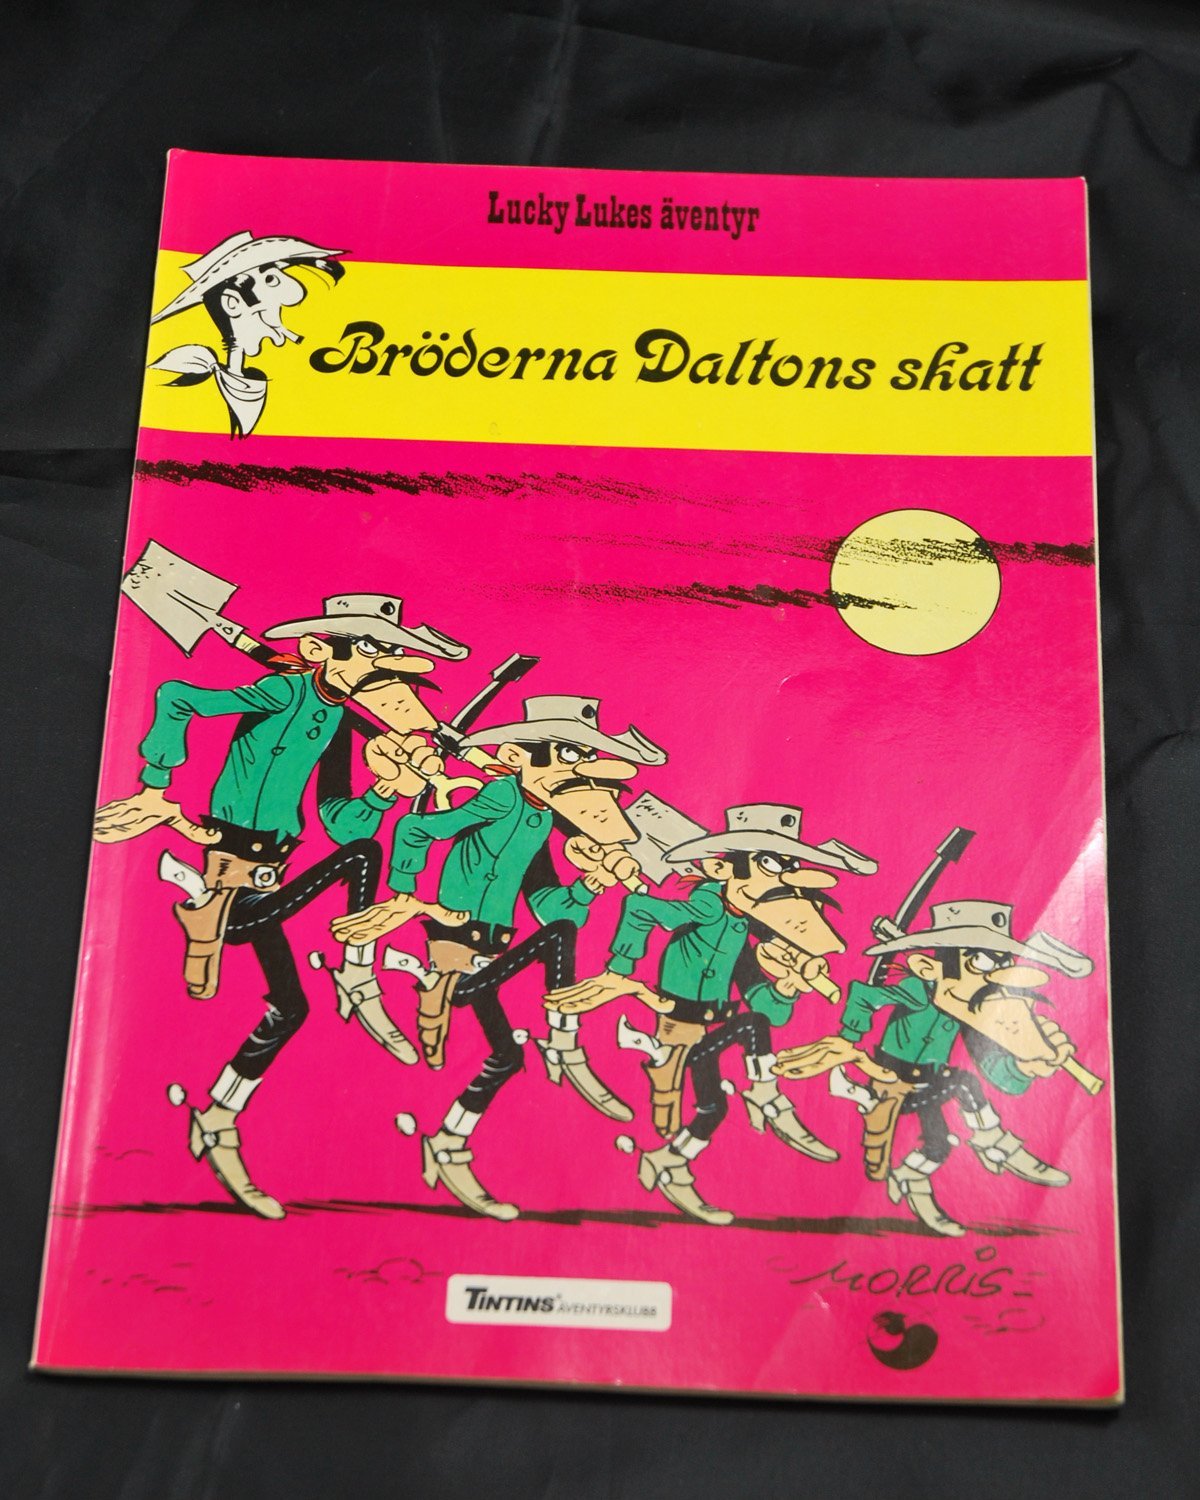 Lucky Lukes äventyr
Bröderna Daltons skatt
MORRIS
TINTINS® ÄVENTYRSKLUBB